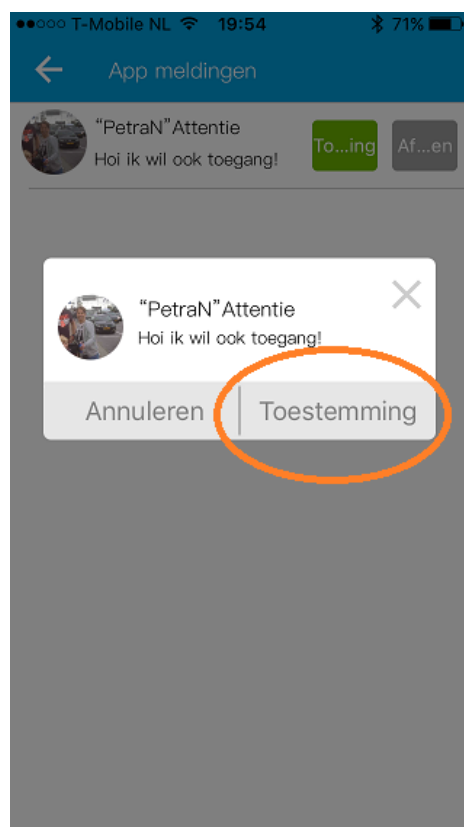 T-Mobile NL 19:54 71%
App meldingen
“PetraN”Attentie
Hoi ik wil ook toegang!
To...ing Af...en
“PetraN”Attentie
Hoi ik wil ook toegang!
Annuleren Toestemming